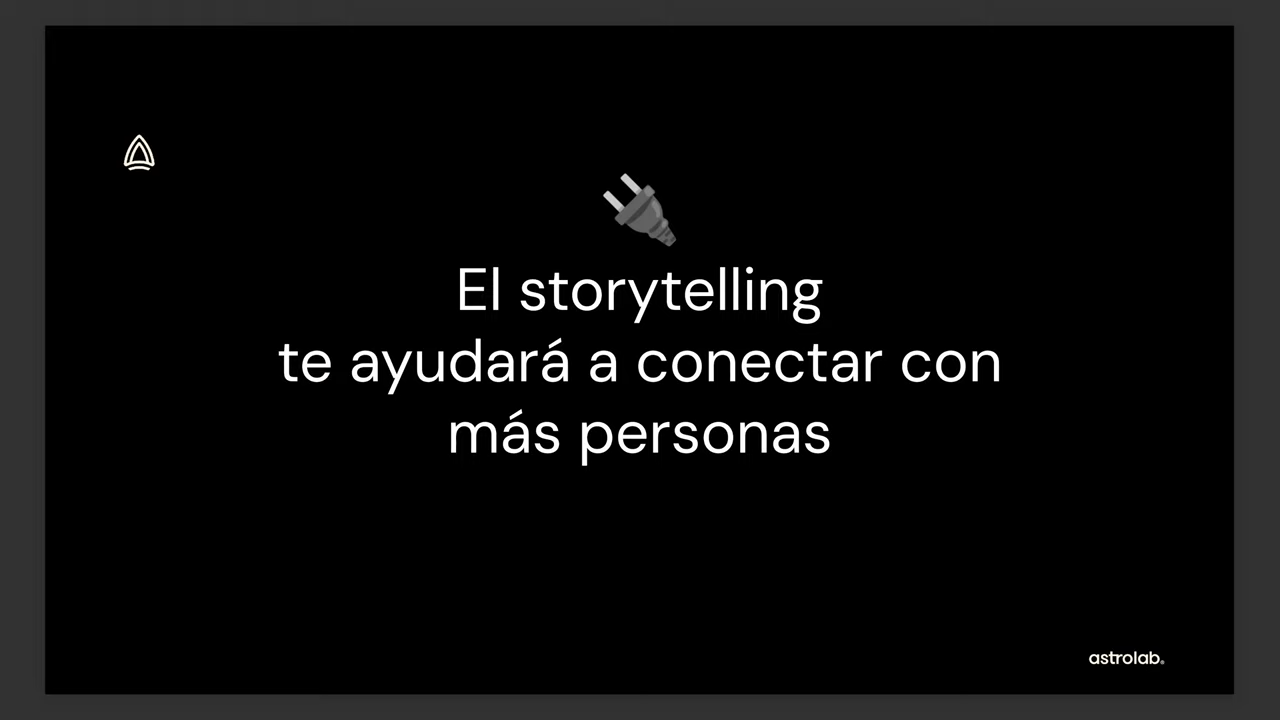 El storytelling
te ayudará a conectar con
más personas
astrolab.